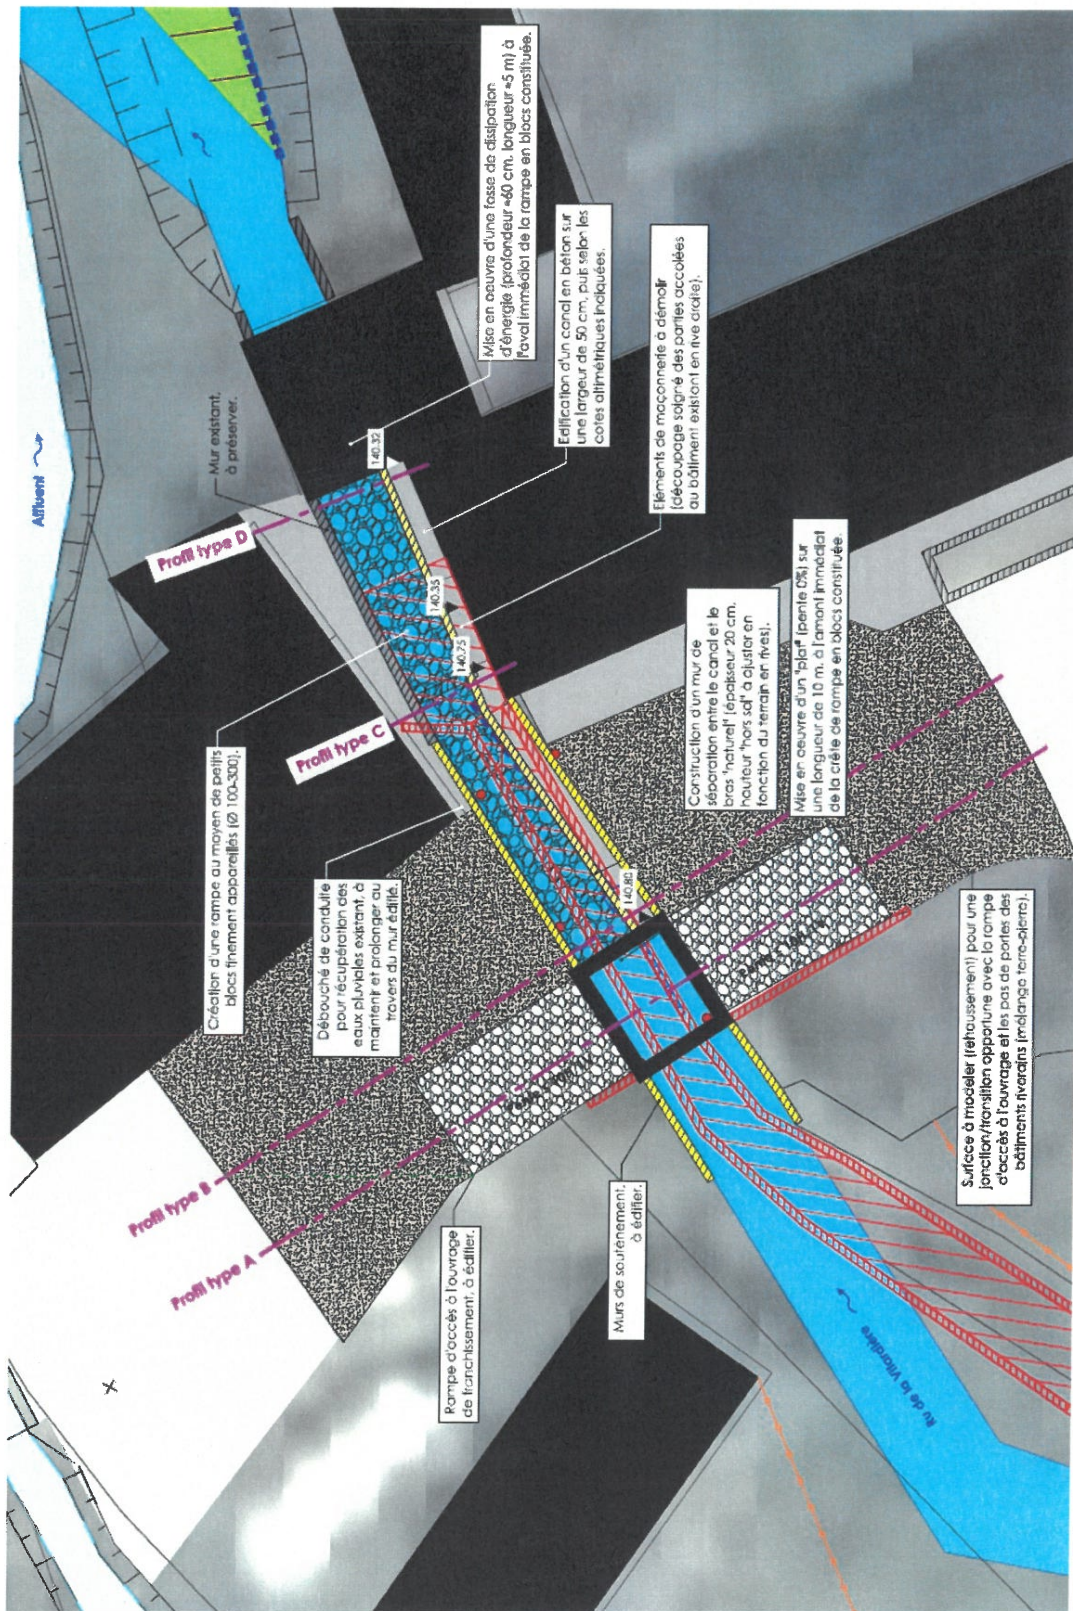 Affluent
Mur existant,
à préserver.
Mise en oeuvre d'une fosse de dissipation
d'énergie (profondeur ≈60 cm, longueur ≈5 m) à
l'aval immédiat de la rampe en blocs constituée.
Profil type D
140.32
Edification d'un canal en béton sur
une largeur de 50 cm, puis selon les
cotes altimétriques indiquées.
Création d'une rampe au moyen de petits
blocs finement appareillés (Ø 100-300).
140.35
Eléments de maçonnerie à démolir
(découpage soigné des parties accolées
au bâtiment existant en rive droite).
140.75
Profil type C
Débouché de conduite
pour récupération des
eaux pluviales existant, à
maintenir et prolonger au
travers du mur édifié.
Construction d'un mur de
séparation entre le canal et le
bras "naturel" (épaisseur 20 cm,
hauteur "hors sol" à ajuster en
fonction du terrain en rives).
Mise en oeuvre d'un "plat" (pente 0%) sur
une longueur de 10 m, à l'amont immédiat
de la crête de rampe en blocs constituée.
140.80
Profil type B
Profil type A
Rampe d'accès à l'ouvrage
de franchissement, à édifier.
Murs de soutènement,
à édifier.
Surface à modeler (rehaussement) pour une
jonction/transition opportune avec la rampe
d'accès à l'ouvrage et les pas de portes des
bâtiments riverains (mélange terre-pierre).
Ru de la Villardière